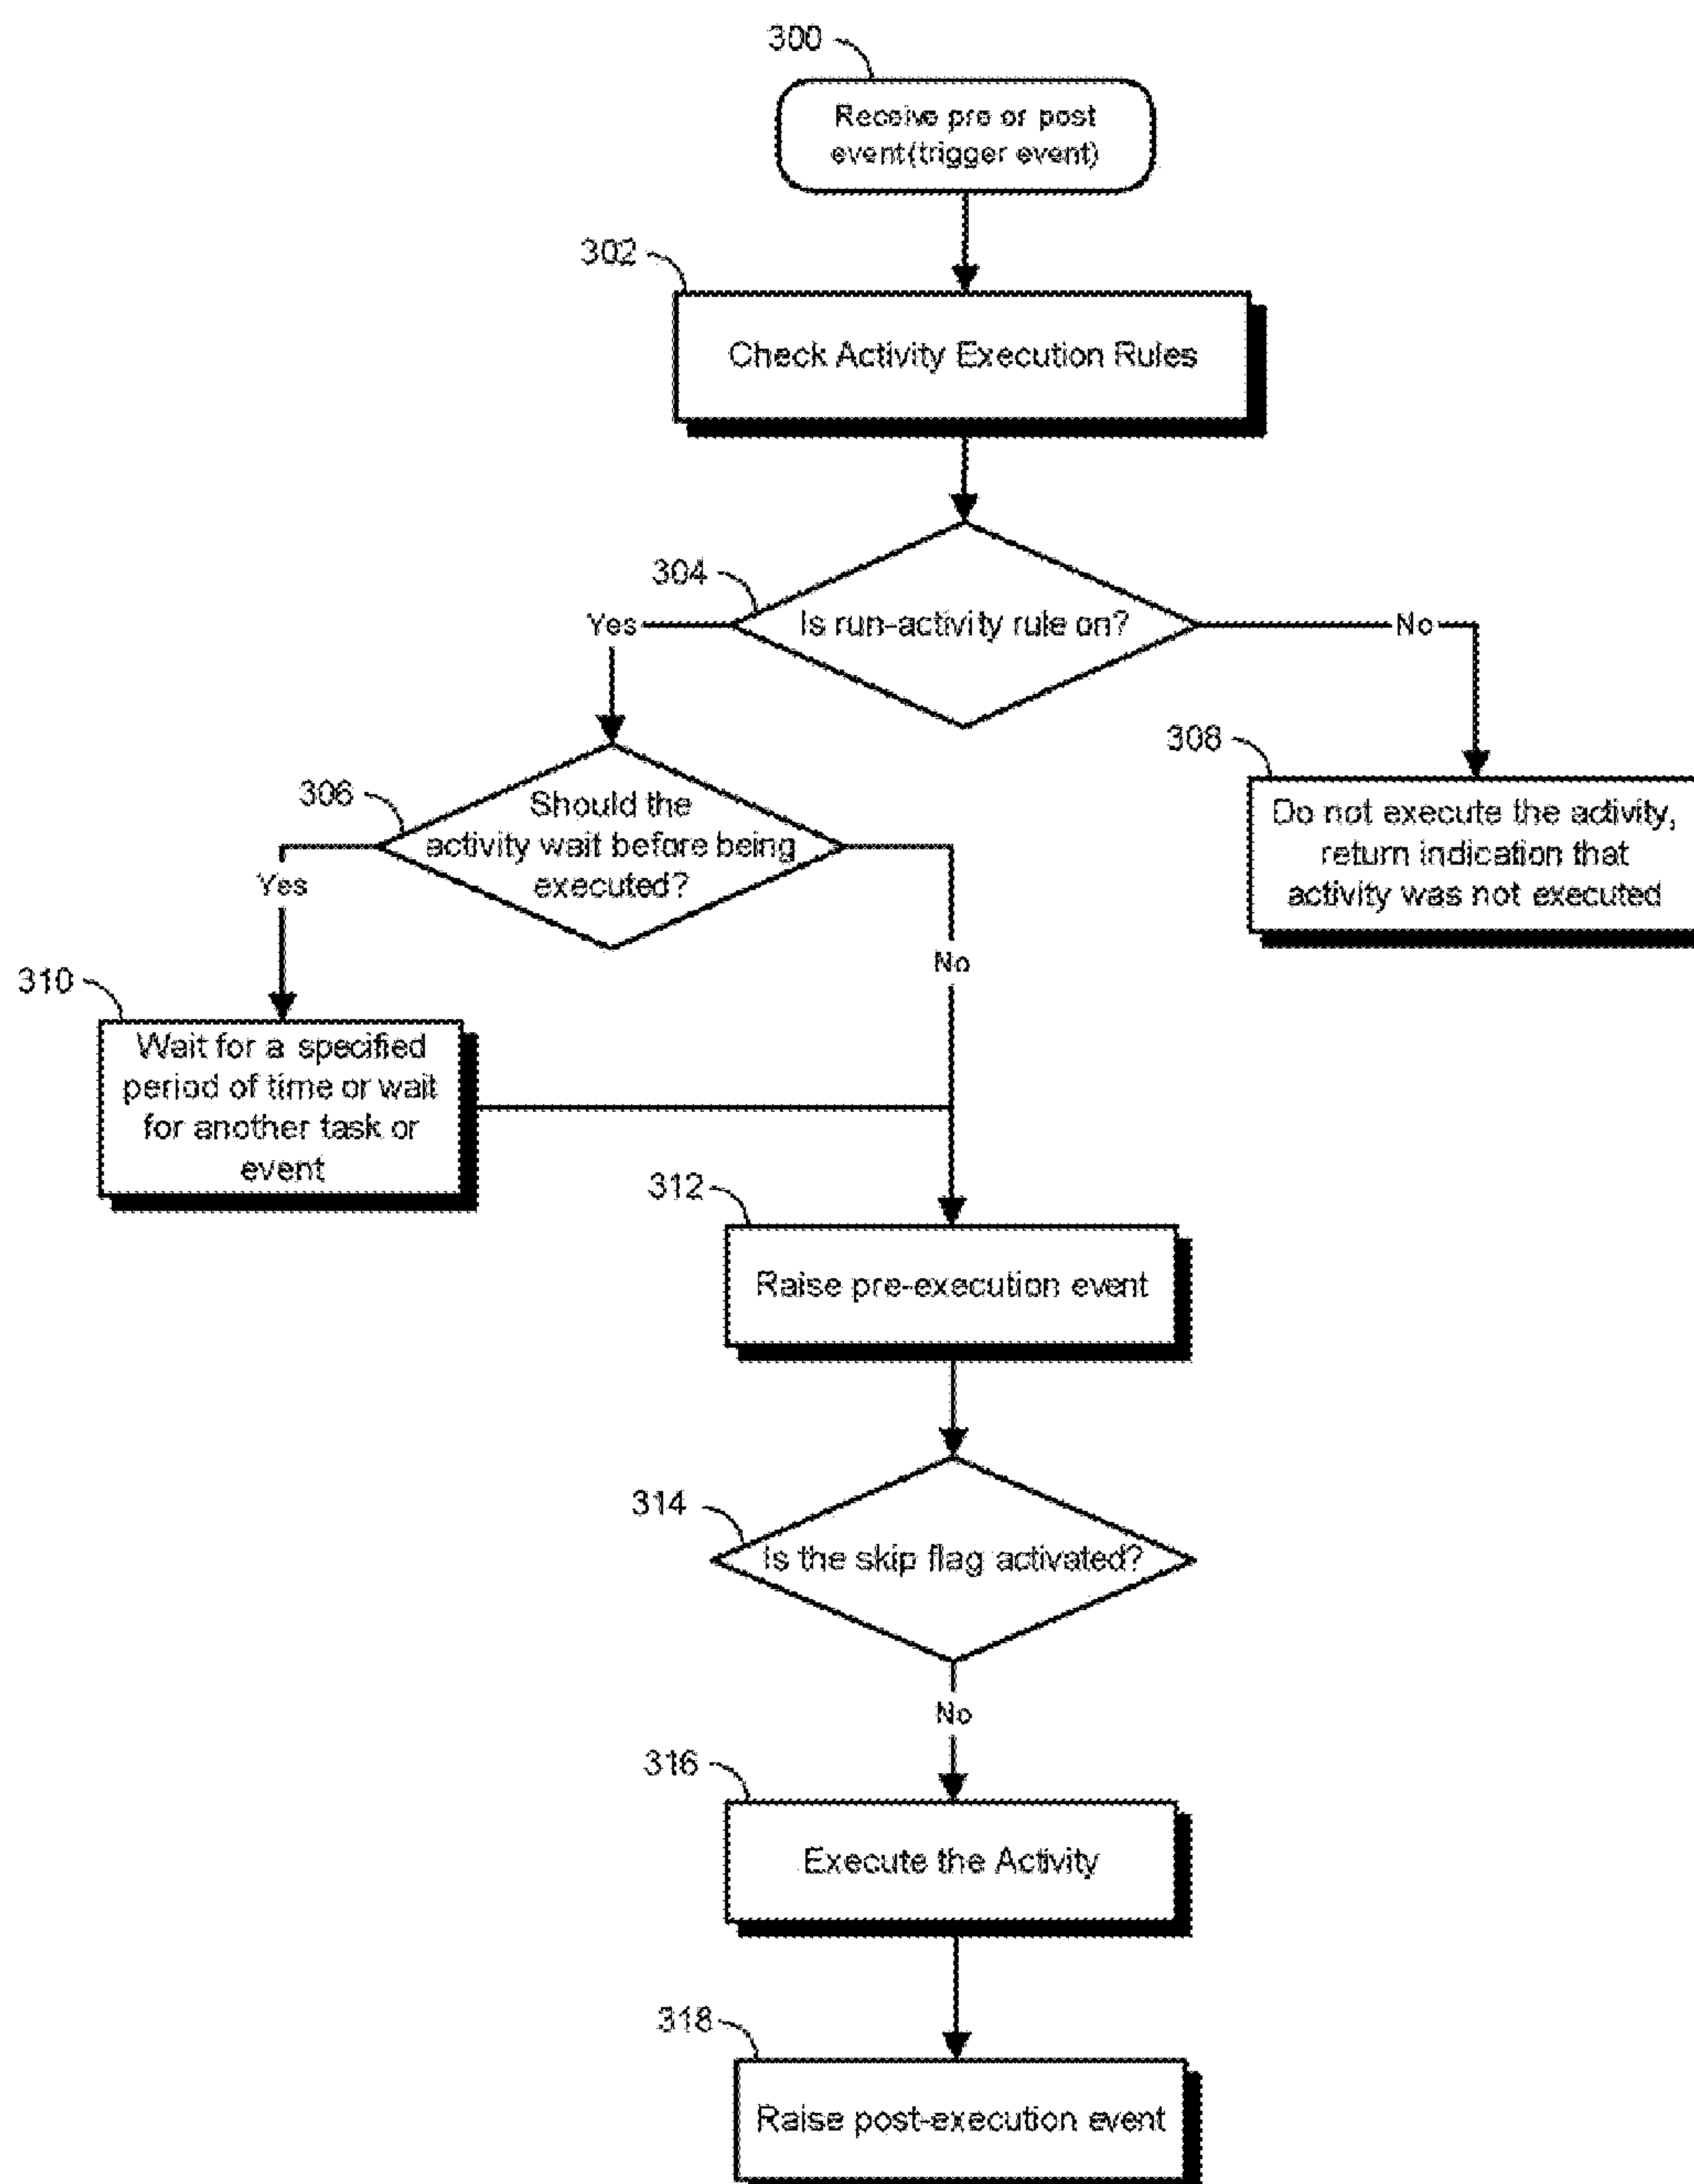 300
Receive pre or post
event(trigger event)
302
Check Activity Execution Rules
304
Is run-activity rule on?
Yes
No
306
Should the
activity wait before being
executed?
308
Do not execute the activity,
return indication that
activity was not executed
Yes
No
310
Wait for a specified
period of time or wait
for another task or
event
312
Raise pre-execution event
314
Is the skip flag activated?
No
316
Execute the Activity
318
Raise post-execution event